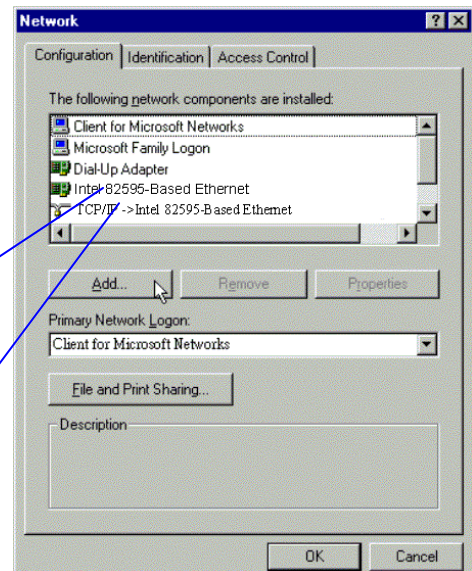 Network
Configuration Identification Access Control
The following network components are installed:
Client for Microsoft Networks
Microsoft Family Logon
Dial-Up Adapter
Intel 82595-Based Ethernet
TCP/IP ->Intel 82595-Based Ethernet
Add... Remove Properties
Primary Network Logon:
Client for Microsoft Networks
File and Print Sharing...
Description
OK Cancel